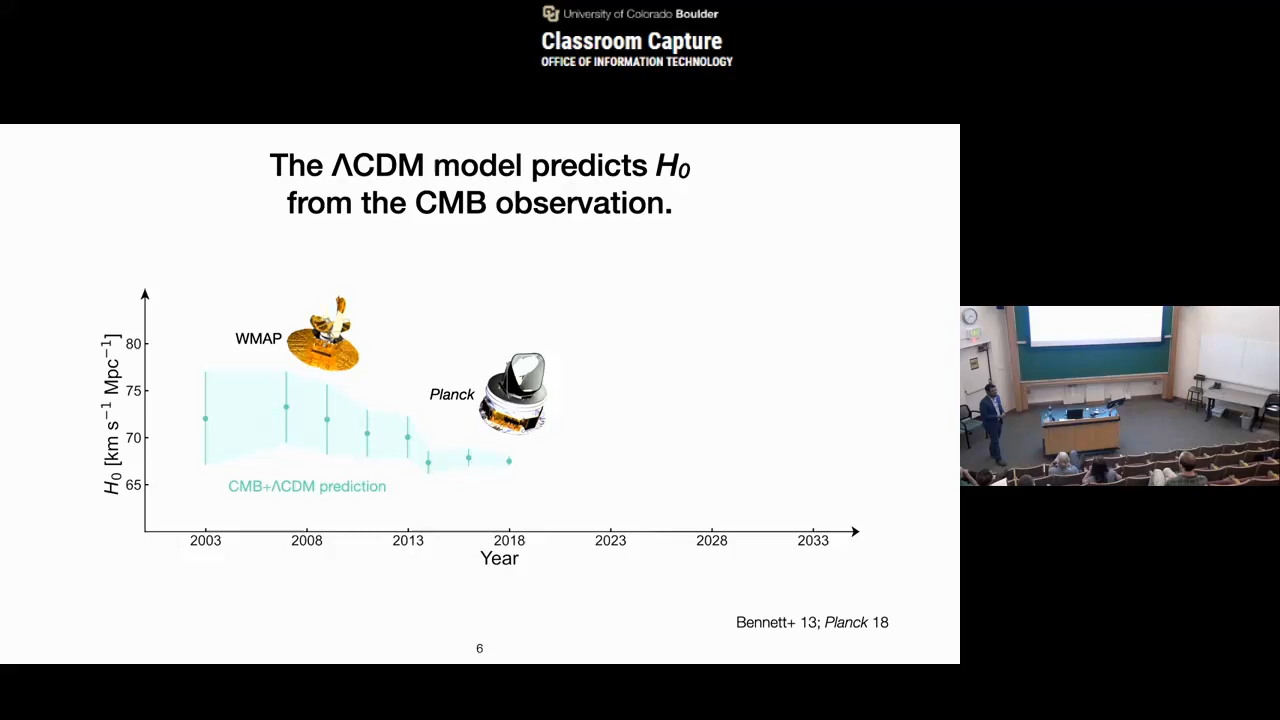 University of Colorado Boulder
Classroom Capture
OFFICE OF INFORMATION TECHNOLOGY
The ΛCDM model predicts H₀
from the CMB observation.
WMAP
Planck
H₀ [km s⁻¹ Mpc⁻¹]
80
75
70
65
CMB+ΛCDM prediction
2003 2008 2013 2018 2023 2028 2033
Year
Bennett+ 13; Planck 18
6